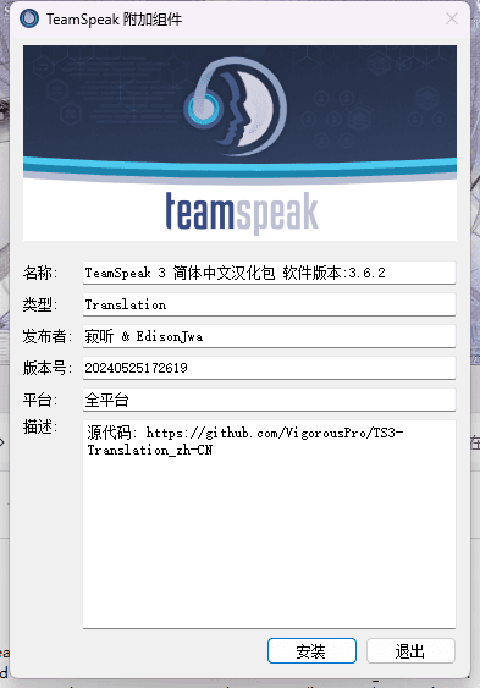 TeamSpeak 附加组件
teamspeak
名称: TeamSpeak 3 简体中文汉化包 软件版本:3.6.2
类型: Translation
发布者: 寂听 & EdisonJwa
版本号: 20240525172619
平台: 全平台
描述: 源代码: https://github.com/VigorousPro/TS3-
Translation_zh-CN
在
安装 退出